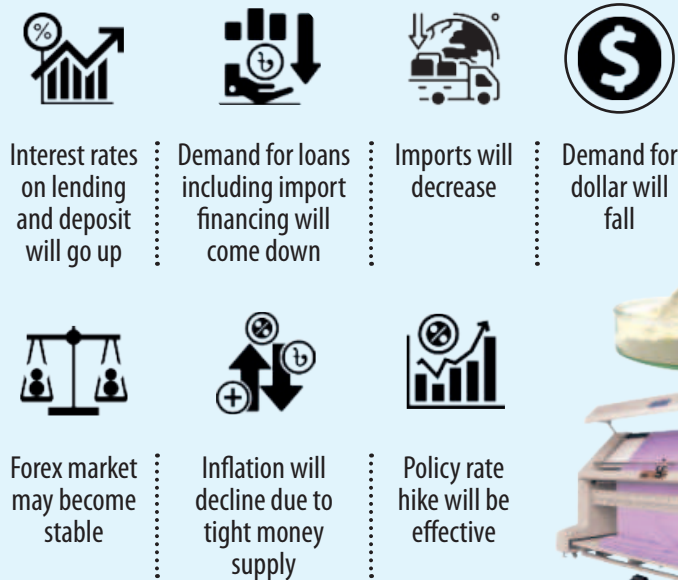 Interest rates
on lending
and deposit
will go up
Demand for loans
including import
financing will
come down
Imports will
decrease
Demand for
dollar will
fall
Forex market
may become
stable
Inflation will
decline due to
tight money
supply
Policy rate
hike will be
effective